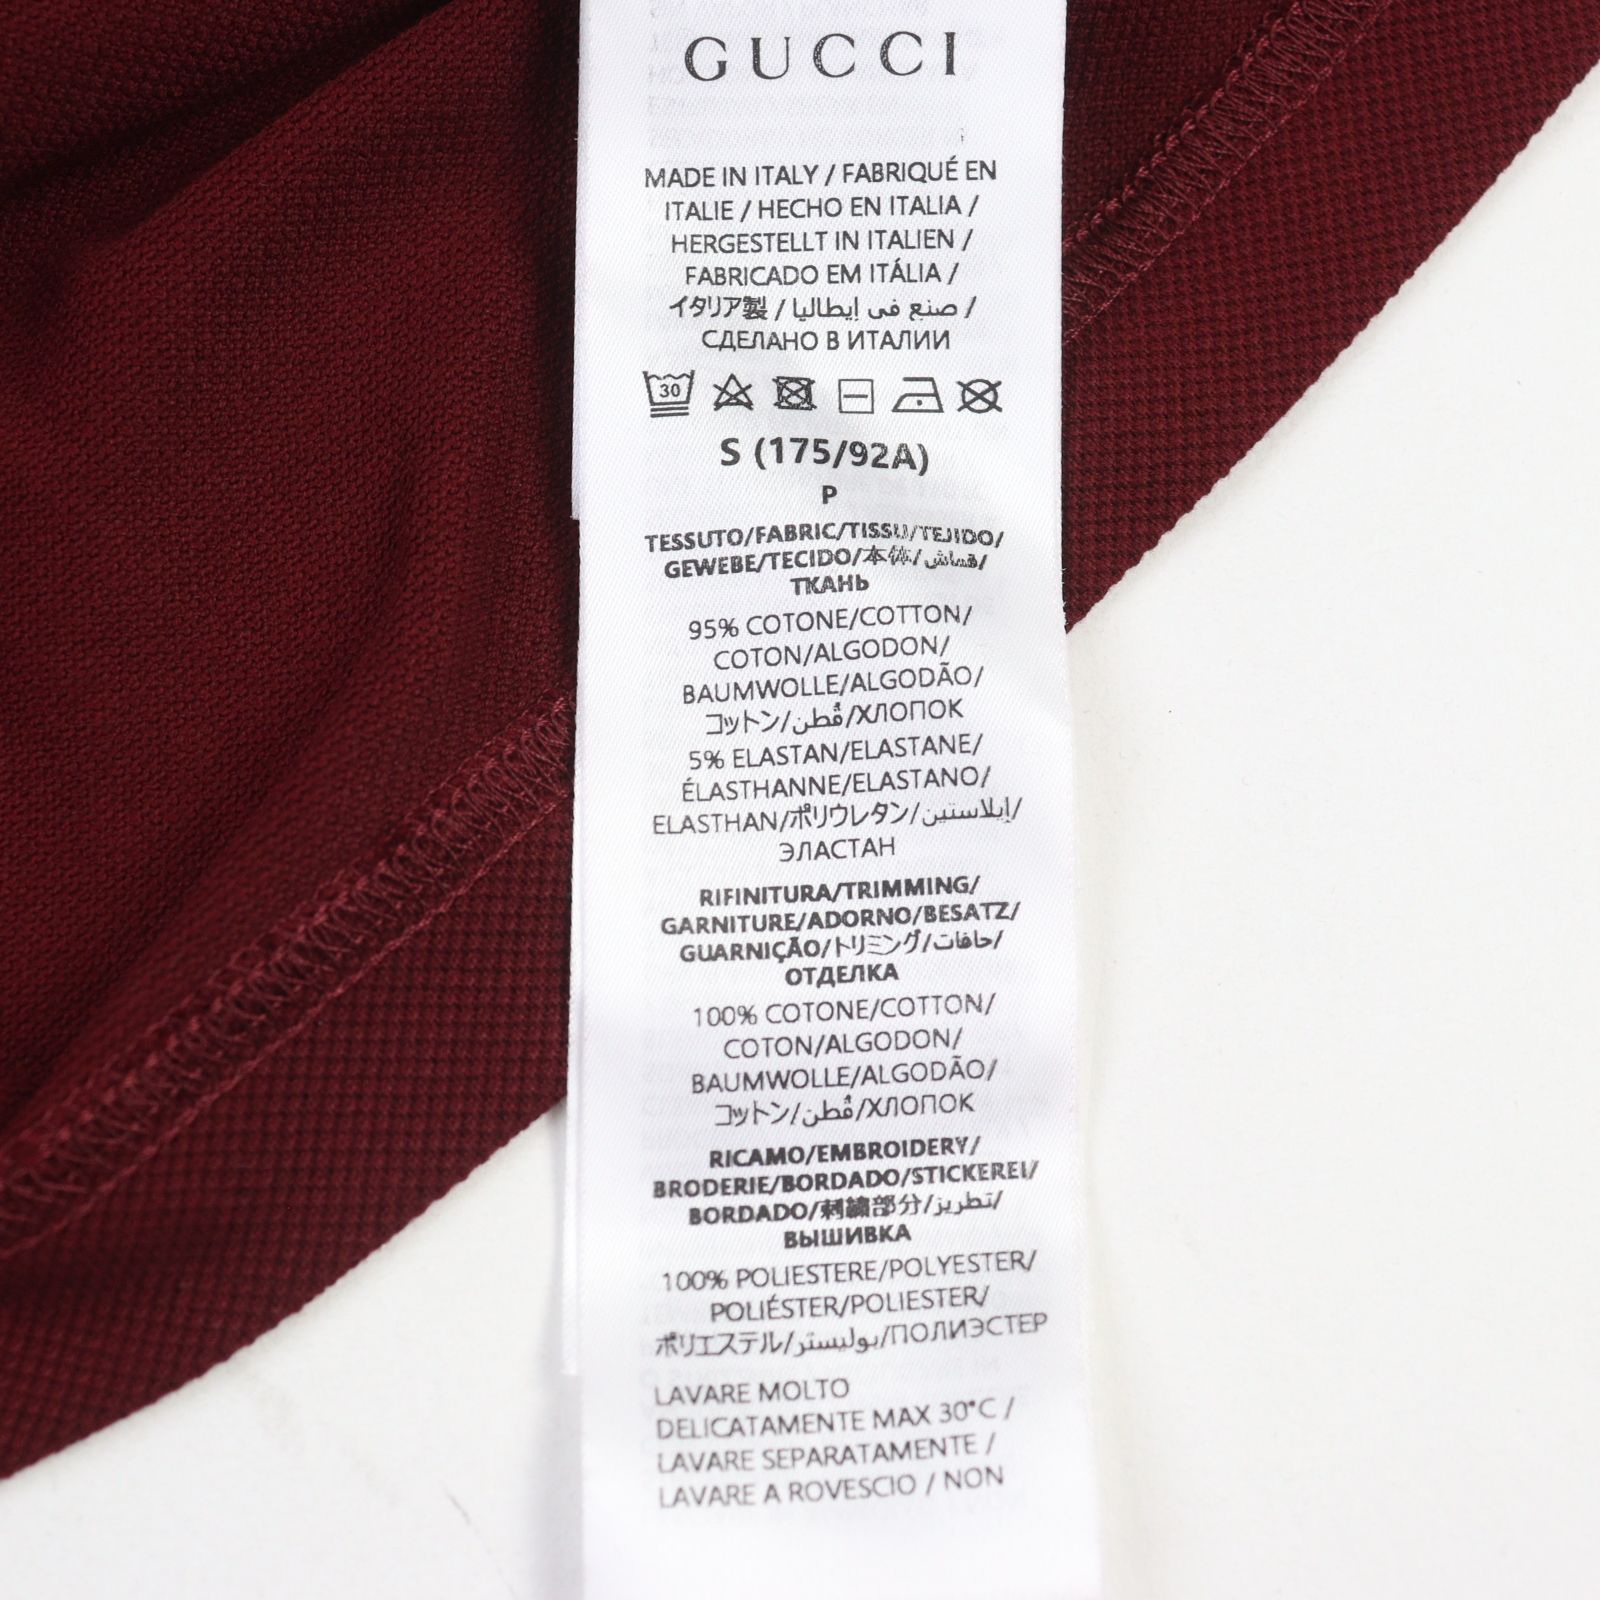 GUCCI
MADE IN ITALY / FABRIQUÉ EN
ITALIE / HECHO EN ITALIA /
HERGESTELLT IN ITALIEN /
FABRICADO EM ITÁLIA /
イタリア製 / صنع في إيطاليا /
СДЕЛАНО В ИТАЛИИ
30
S (175/92A)
P
TESSUTO/FABRIC/TISSU/TEJIDO/
GEWEBE/TECIDO/本体/قماش/
ТКАНЬ
95% COTONE/COTTON/
COTON/ALGODON/
BAUMWOLLE/ALGODÃO/
コットン/قُطن/ХЛОПОК
5% ELASTAN/ELASTANE/
ÉLASTHANNE/ELASTANO/
ELASTHAN/ポリウレタン/إيلاستين/
ЭЛАСТАН
RIFINITURA/TRIMMING/
GARNITURE/ADORNO/BESATZ/
GUARNIÇÃO/トリミング/حافات/
ОТДЕЛКА
100% COTONE/COTTON/
COTON/ALGODON/
BAUMWOLLE/ALGODÃO/
コットン/قُطن/ХЛОПОК
RICAMO/EMBROIDERY/
BRODERIE/BORDADO/STICKEREI/
BORDADO/刺繍部分/تطريز/
ВЫШИВКА
100% POLIESTERE/POLYESTER/
POLIÉSTER/POLIESTER/
ポリエステル/بوليستر/ПОЛИЭСТЕР
LAVARE MOLTO
DELICATAMENTE MAX 30°C /
LAVARE SEPARATAMENTE /
LAVARE A ROVESCIO / NON